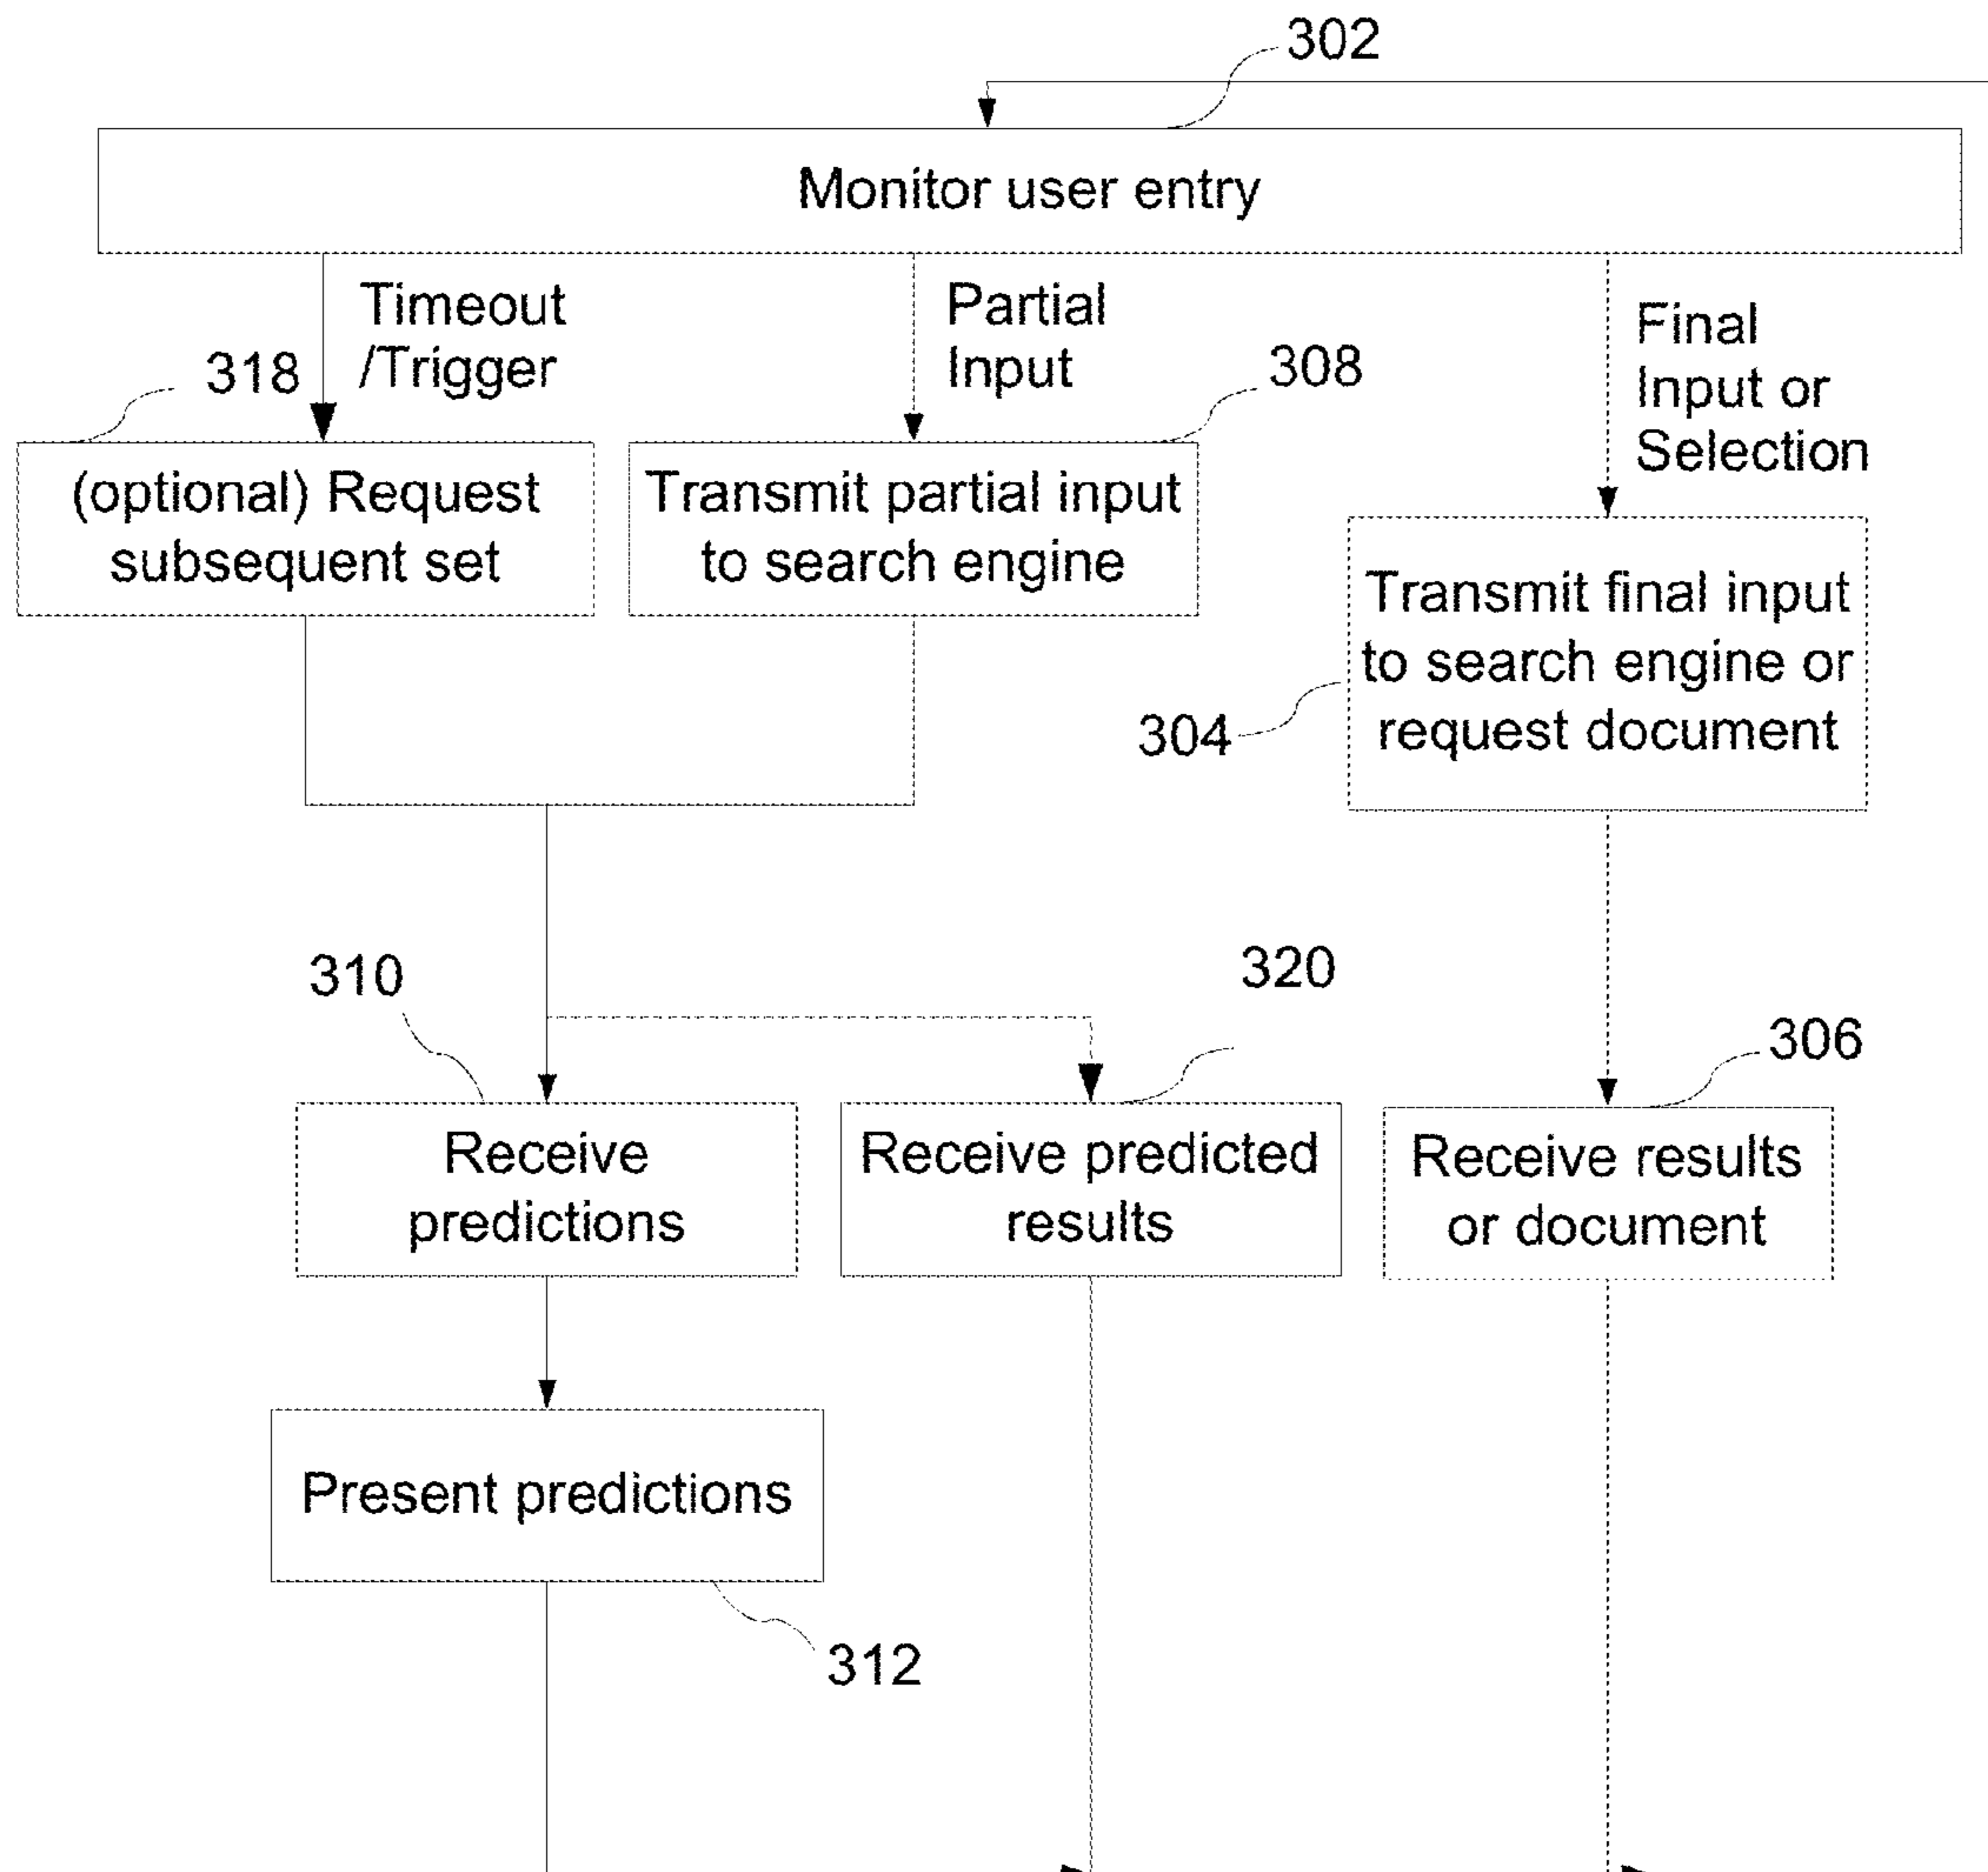 302
Monitor user entry
Timeout
/Trigger
318
Partial
Input
308
Final
Input or
Selection
(optional) Request
subsequent set
Transmit partial input
to search engine
Transmit final input
to search engine or
request document
304
310
320
306
Receive
predictions
Receive predicted
results
Receive results
or document
Present predictions
312